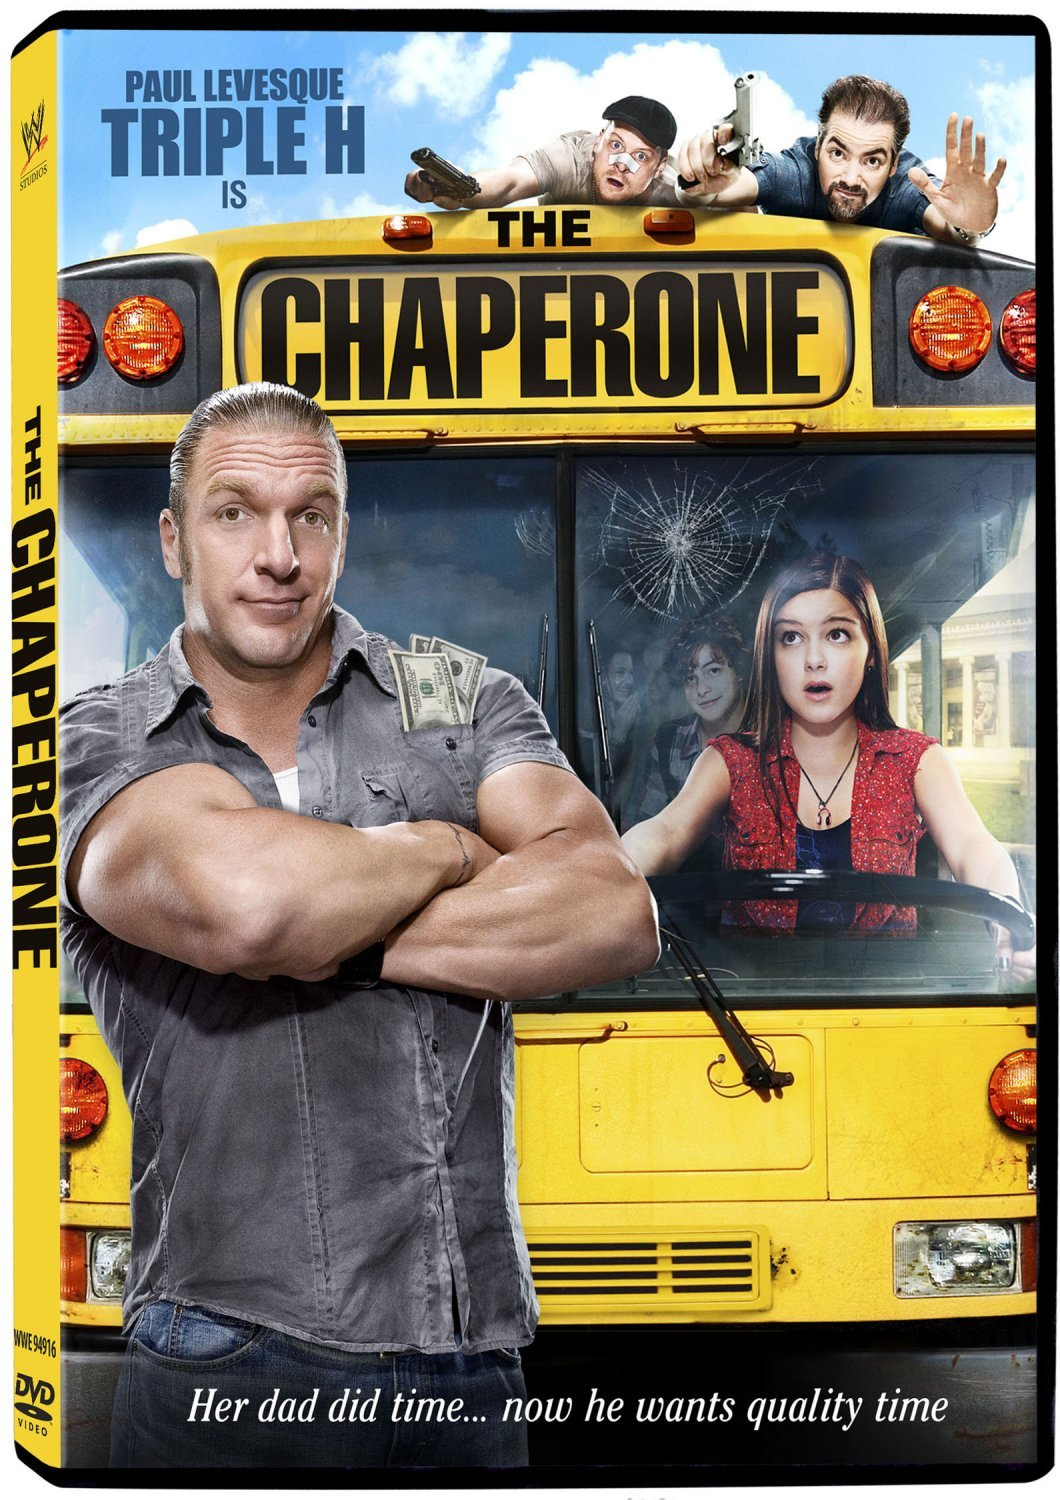 PAUL LEVESQUE
TRIPLE H
IS
THE
CHAPERONE
Her dad did time... now he wants quality time
W
STUDIOS
THE CHAPERONE
WWE 94916
DVD
VIDEO